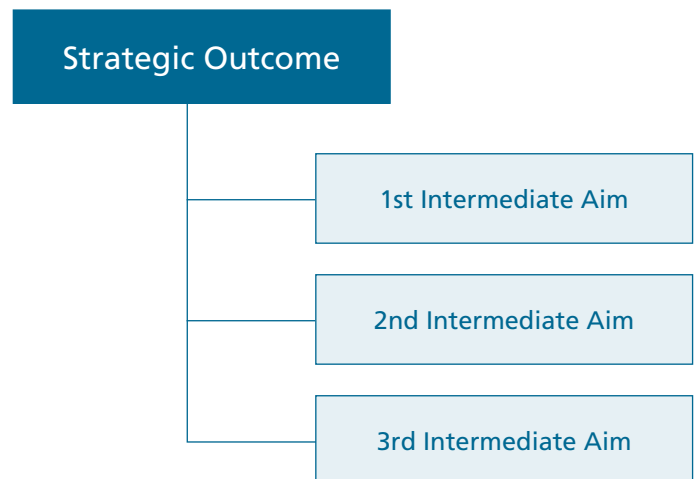 Strategic Outcome
1st Intermediate Aim
2nd Intermediate Aim
3rd Intermediate Aim